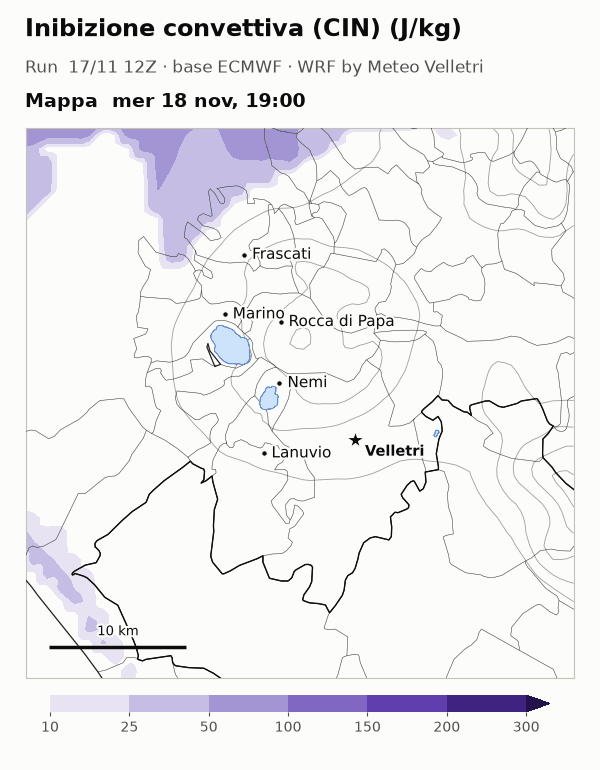 Inibizione convettiva (CIN) (J/kg)
Run  17/11 12Z · base ECMWF · WRF by Meteo Velletri
Mappa  mer 18 nov, 19:00
Frascati
Marino
Rocca di Papa
Nemi
Velletri
Lanuvio
10 km
10 25 50 100 150 200 300